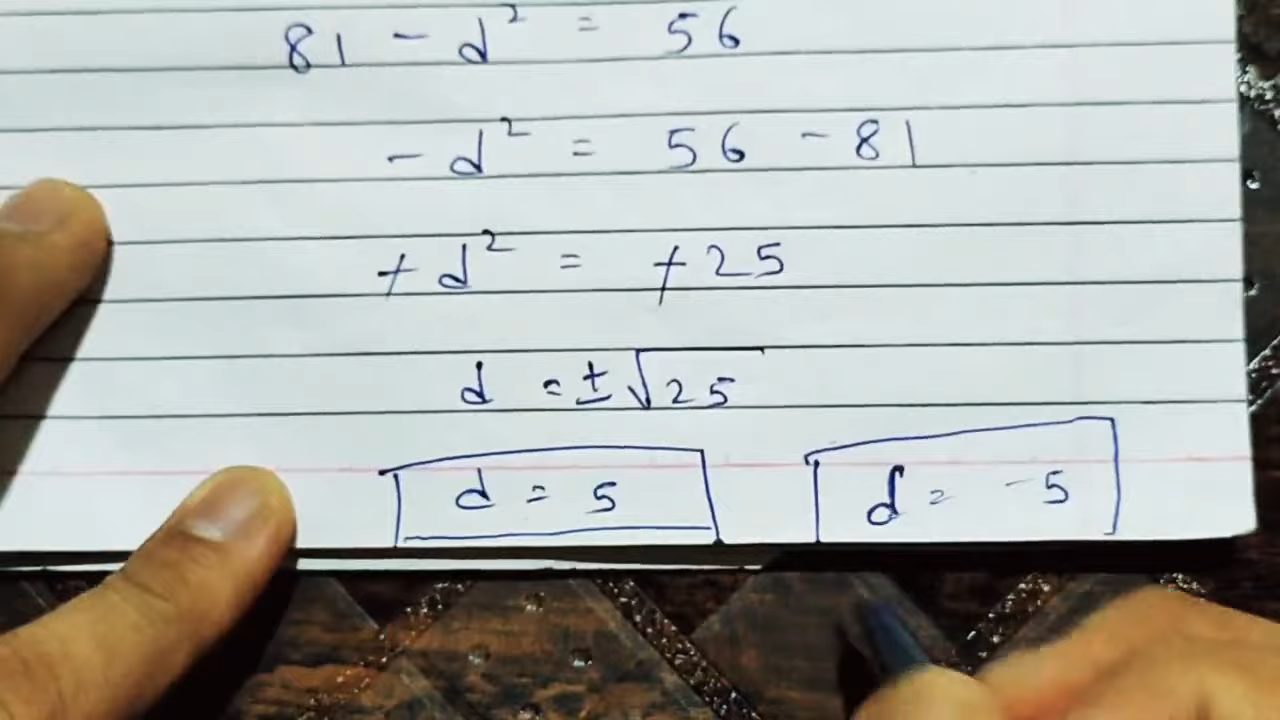 81 - d² = 56
- d² = 56 - 81
+ d² = + 25
d = ± √25
d = 5 d = -5